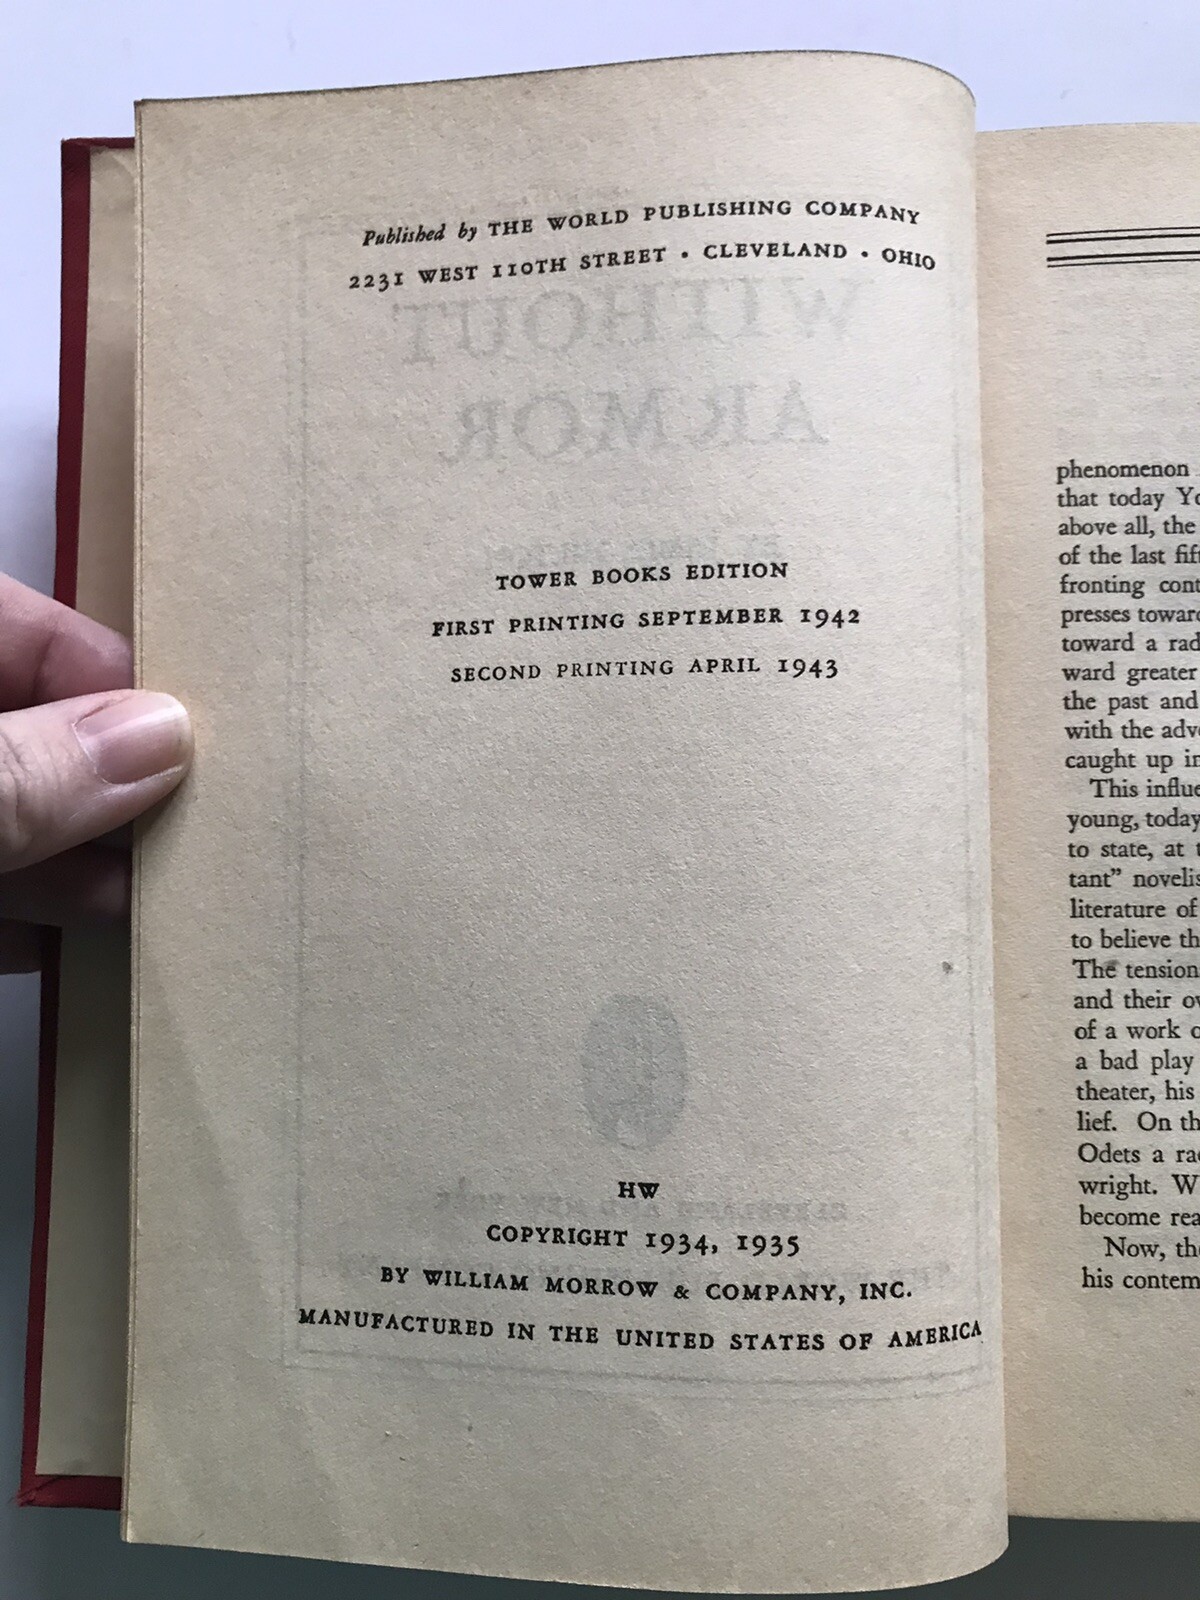 Published by THE WORLD PUBLISHING COMPANY
2231 WEST 110TH STREET • CLEVELAND • OHIO
WITHOUT
ARMOR
TOWER BOOKS EDITION
FIRST PRINTING SEPTEMBER 1942
SECOND PRINTING APRIL 1943
HW
COPYRIGHT 1934, 1935
BY WILLIAM MORROW & COMPANY, INC.
MANUFACTURED IN THE UNITED STATES OF AMERICA
phenomenon
that today
above all, the
of the last
fronting
presses
toward a
ward greater
the past and
with the
caught up
This
young, today
to state, at
tant”
literature of
to believe
The
and their
of a work
a bad play
theater, his
lief. On
Odets a
wright.
become
Now,
his